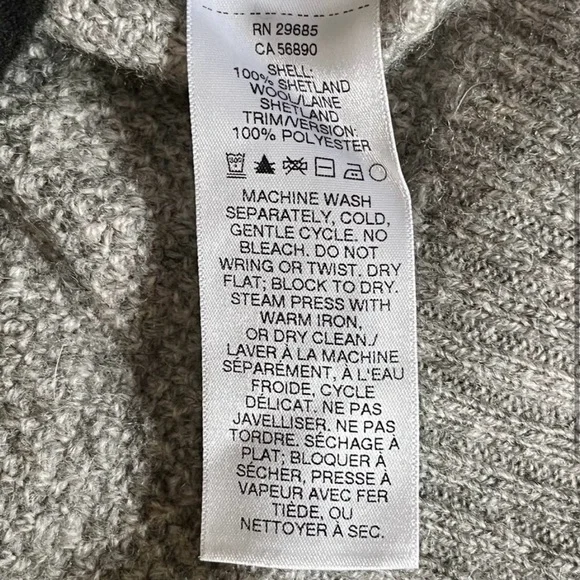 RN 29685
CA 56890
SHELL:
100% SHETLAND
WOOL/LAINE
SHETLAND
TRIM/VERSION:
100% POLYESTER
MACHINE WASH
SEPARATELY, COLD,
GENTLE CYCLE. NO
BLEACH. DO NOT
WRING OR TWIST. DRY
FLAT; BLOCK TO DRY.
STEAM PRESS WITH
WARM IRON,
OR DRY CLEAN./
LAVER À LA MACHINE
SÉPARÉMENT, À L'EAU
FROIDE, CYCLE
DÉLICAT. NE PAS
JAVELLISER. NE PAS
TORDRE. SÉCHAGE À
PLAT; BLOQUER À
SÉCHER, PRESSE À
VAPEUR AVEC FER
TIÈDE, OU
NETTOYER À SEC.